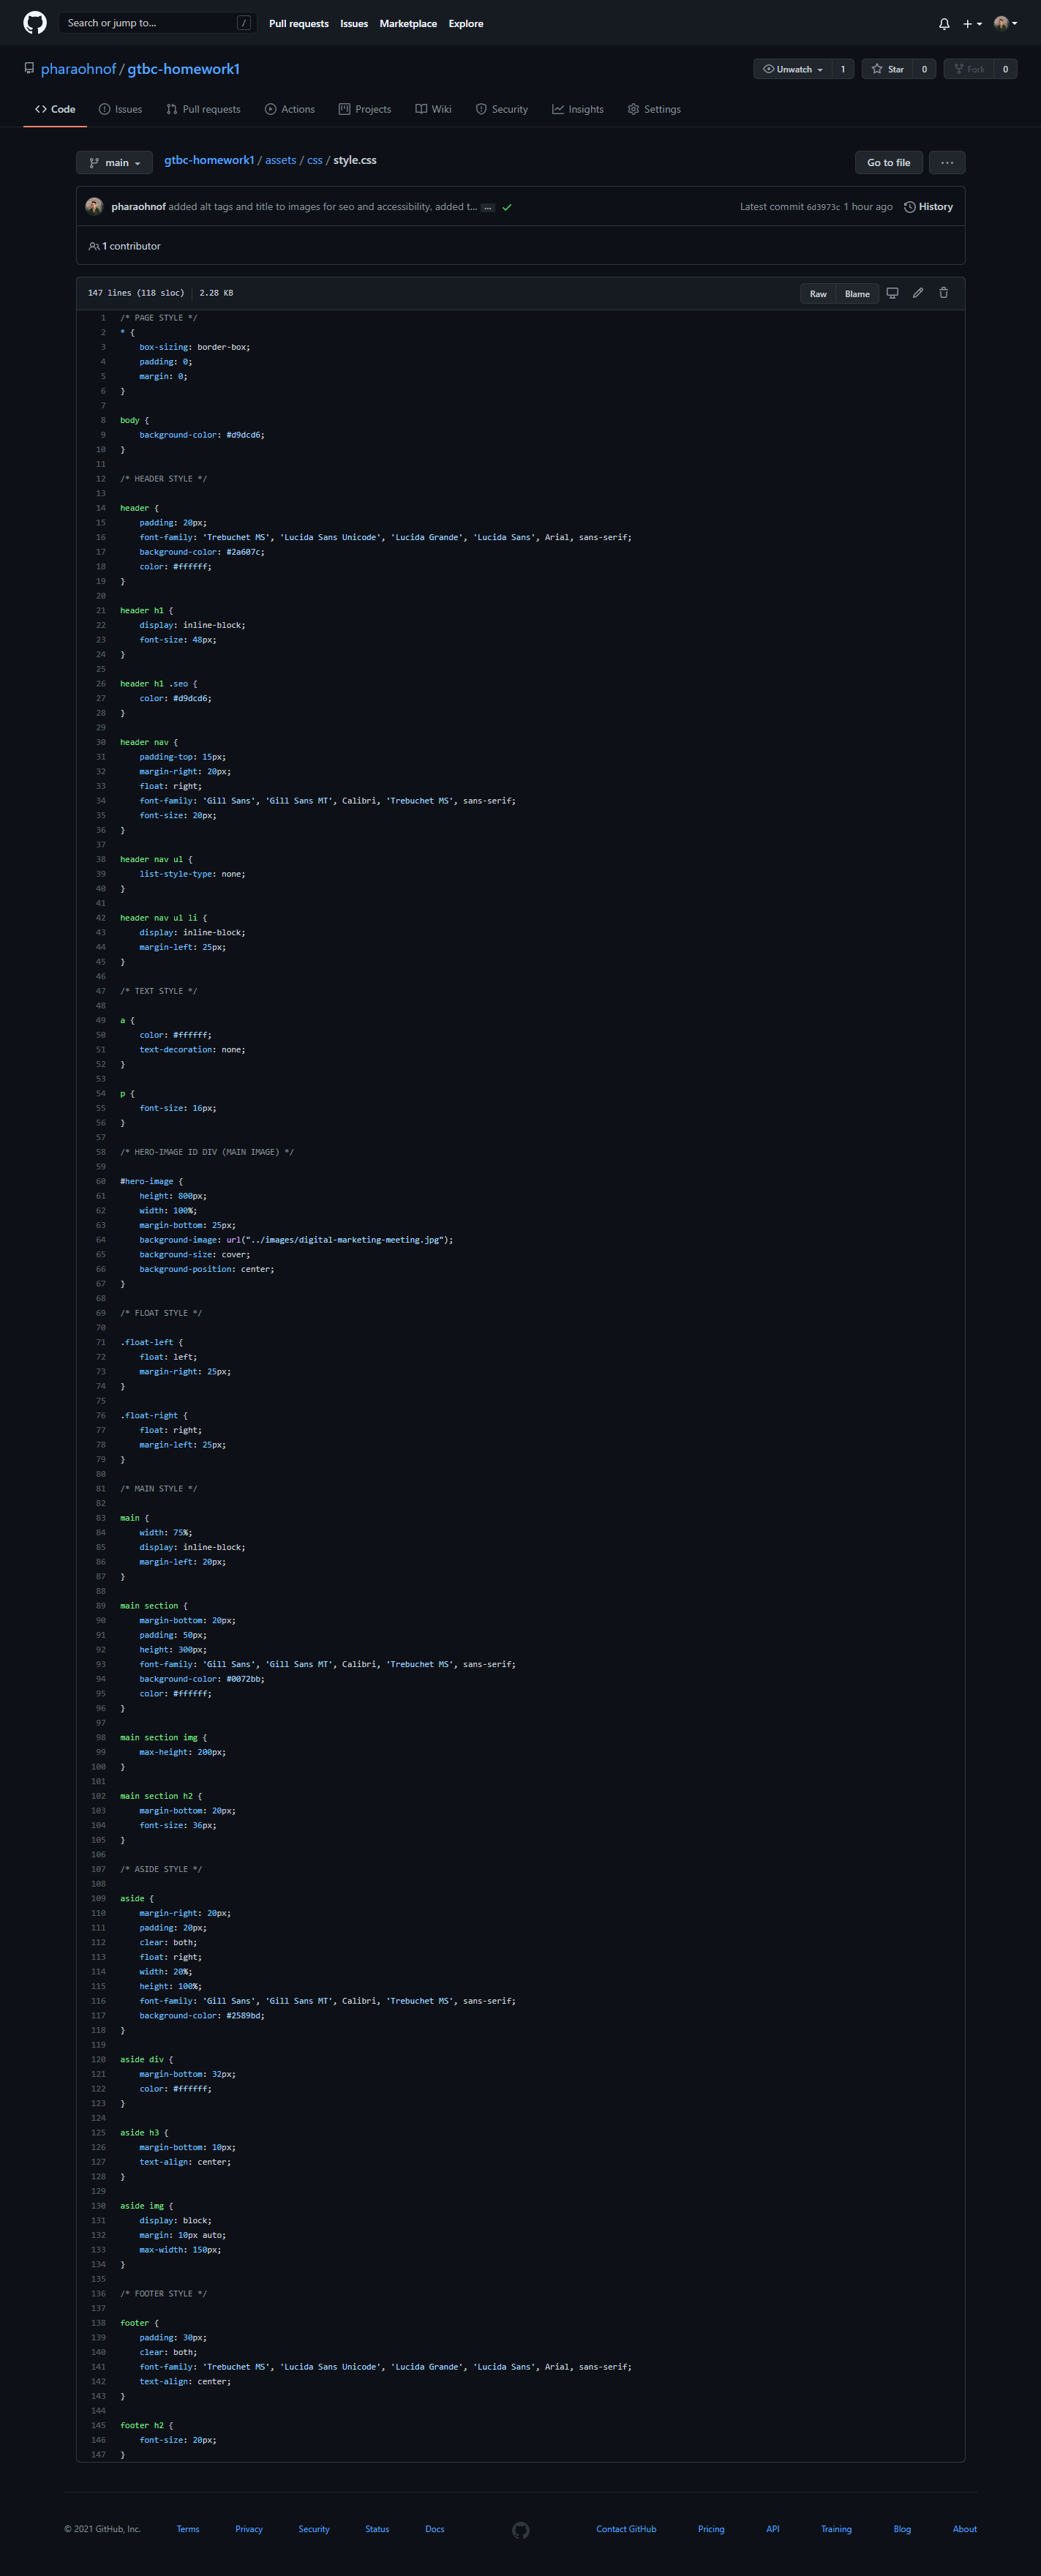 Search or jump to... /
Pull requests Issues Marketplace Explore
pharaohnof / gtbc-homework1
Unwatch 1 Star 0 Fork 0
Code Issues Pull requests Actions Projects Wiki Security Insights Settings
main gtbc-homework1 / assets / css / style.css Go to file ...
pharaohnof added alt tags and title to images for seo and accessibility, added t... ... Latest commit 6d3973c 1 hour ago History
1 contributor
147 lines (118 sloc) 2.28 KB Raw Blame
1 /* PAGE STYLE */
2 * {
3 box-sizing: border-box;
4 padding: 0;
5 margin: 0;
6 }
7
8 body {
9 background-color: #d9dcd6;
10 }
11
12 /* HEADER STYLE */
13
14 header {
15 padding: 20px;
16 font-family: 'Trebuchet MS', 'Lucida Sans Unicode', 'Lucida Grande', 'Lucida Sans', Arial, sans-serif;
17 background-color: #2a607c;
18 color: #ffffff;
19 }
20
21 header h1 {
22 display: inline-block;
23 font-size: 48px;
24 }
25
26 header h1 .seo {
27 color: #d9dcd6;
28 }
29
30 header nav {
31 padding-top: 15px;
32 margin-right: 20px;
33 float: right;
34 font-family: 'Gill Sans', 'Gill Sans MT', Calibri, 'Trebuchet MS', sans-serif;
35 font-size: 20px;
36 }
37
38 header nav ul {
39 list-style-type: none;
40 }
41
42 header nav ul li {
43 display: inline-block;
44 margin-left: 25px;
45 }
46
47 /* TEXT STYLE */
48
49 a {
50 color: #ffffff;
51 text-decoration: none;
52 }
53
54 p {
55 font-size: 16px;
56 }
57
58 /* HERO-IMAGE ID DIV (MAIN IMAGE) */
59
60 #hero-image {
61 height: 800px;
62 width: 100%;
63 margin-bottom: 25px;
64 background-image: url("../images/digital-marketing-meeting.jpg");
65 background-size: cover;
66 background-position: center;
67 }
68
69 /* FLOAT STYLE */
70
71 .float-left {
72 float: left;
73 margin-right: 25px;
74 }
75
76 .float-right {
77 float: right;
78 margin-left: 25px;
79 }
80
81 /* MAIN STYLE */
82
83 main {
84 width: 75%;
85 display: inline-block;
86 margin-left: 20px;
87 }
88
89 main section {
90 margin-bottom: 20px;
91 padding: 50px;
92 height: 300px;
93 font-family: 'Gill Sans', 'Gill Sans MT', Calibri, 'Trebuchet MS', sans-serif;
94 background-color: #0072bb;
95 color: #ffffff;
96 }
97
98 main section img {
99 max-height: 200px;
100 }
101
102 main section h2 {
103 margin-bottom: 20px;
104 font-size: 36px;
105 }
106
107 /* ASIDE STYLE */
108
109 aside {
110 margin-right: 20px;
111 padding: 20px;
112 clear: both;
113 float: right;
114 width: 20%;
115 height: 100%;
116 font-family: 'Gill Sans', 'Gill Sans MT', Calibri, 'Trebuchet MS', sans-serif;
117 background-color: #2589bd;
118 }
119
120 aside div {
121 margin-bottom: 32px;
122 color: #ffffff;
123 }
124
125 aside h3 {
126 margin-bottom: 10px;
127 text-align: center;
128 }
129
130 aside img {
131 display: block;
132 margin: 10px auto;
133 max-width: 150px;
134 }
135
136 /* FOOTER STYLE */
137
138 footer {
139 padding: 30px;
140 clear: both;
141 font-family: 'Trebuchet MS', 'Lucida Sans Unicode', 'Lucida Grande', 'Lucida Sans', Arial, sans-serif;
142 text-align: center;
143 }
144
145 footer h2 {
146 font-size: 20px;
147 }
© 2021 GitHub, Inc. Terms Privacy Security Status Docs Contact GitHub Pricing API Training Blog About